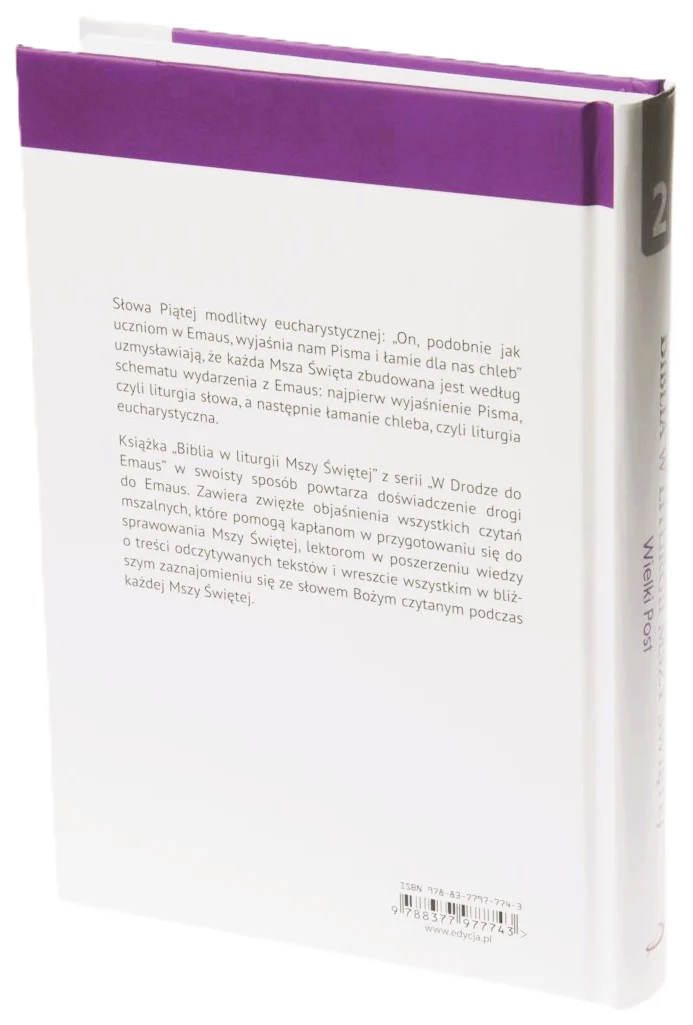 Słowa Piątej modlitwy eucharystycznej: „On, podobnie jak
uczniom w Emaus, wyjaśnia nam Pisma i łamie dla nas chleb”
uzmysławiają, że każda Msza Święta zbudowana jest według
schematu wydarzenia z Emaus: najpierw wyjaśnienie Pisma,
czyli liturgia słowa, a następnie łamanie chleba, czyli liturgia
eucharystyczna.
Książka „Biblia w liturgii Mszy Świętej” z serii „W Drodze do
Emaus” w swoisty sposób powtarza doświadczenie drogi
do Emaus. Zawiera zwięzłe objaśnienia wszystkich czytań
mszalnych, które pomogą kapłanom w przygotowaniu się do
sprawowania Mszy Świętej, lektorom w poszerzeniu wiedzy
o treści odczytywanych tekstów i wreszcie wszystkim w bliż-
szym zaznajomieniu się ze słowem Bożym czytanym podczas
każdej Mszy Świętej.
ISBN 978-83-7797-774-3
9 788377 977743 >
www.edycja.pl
2
BIBLIA W LITURGII MSZY ŚWIĘTEJ
Wielki Post